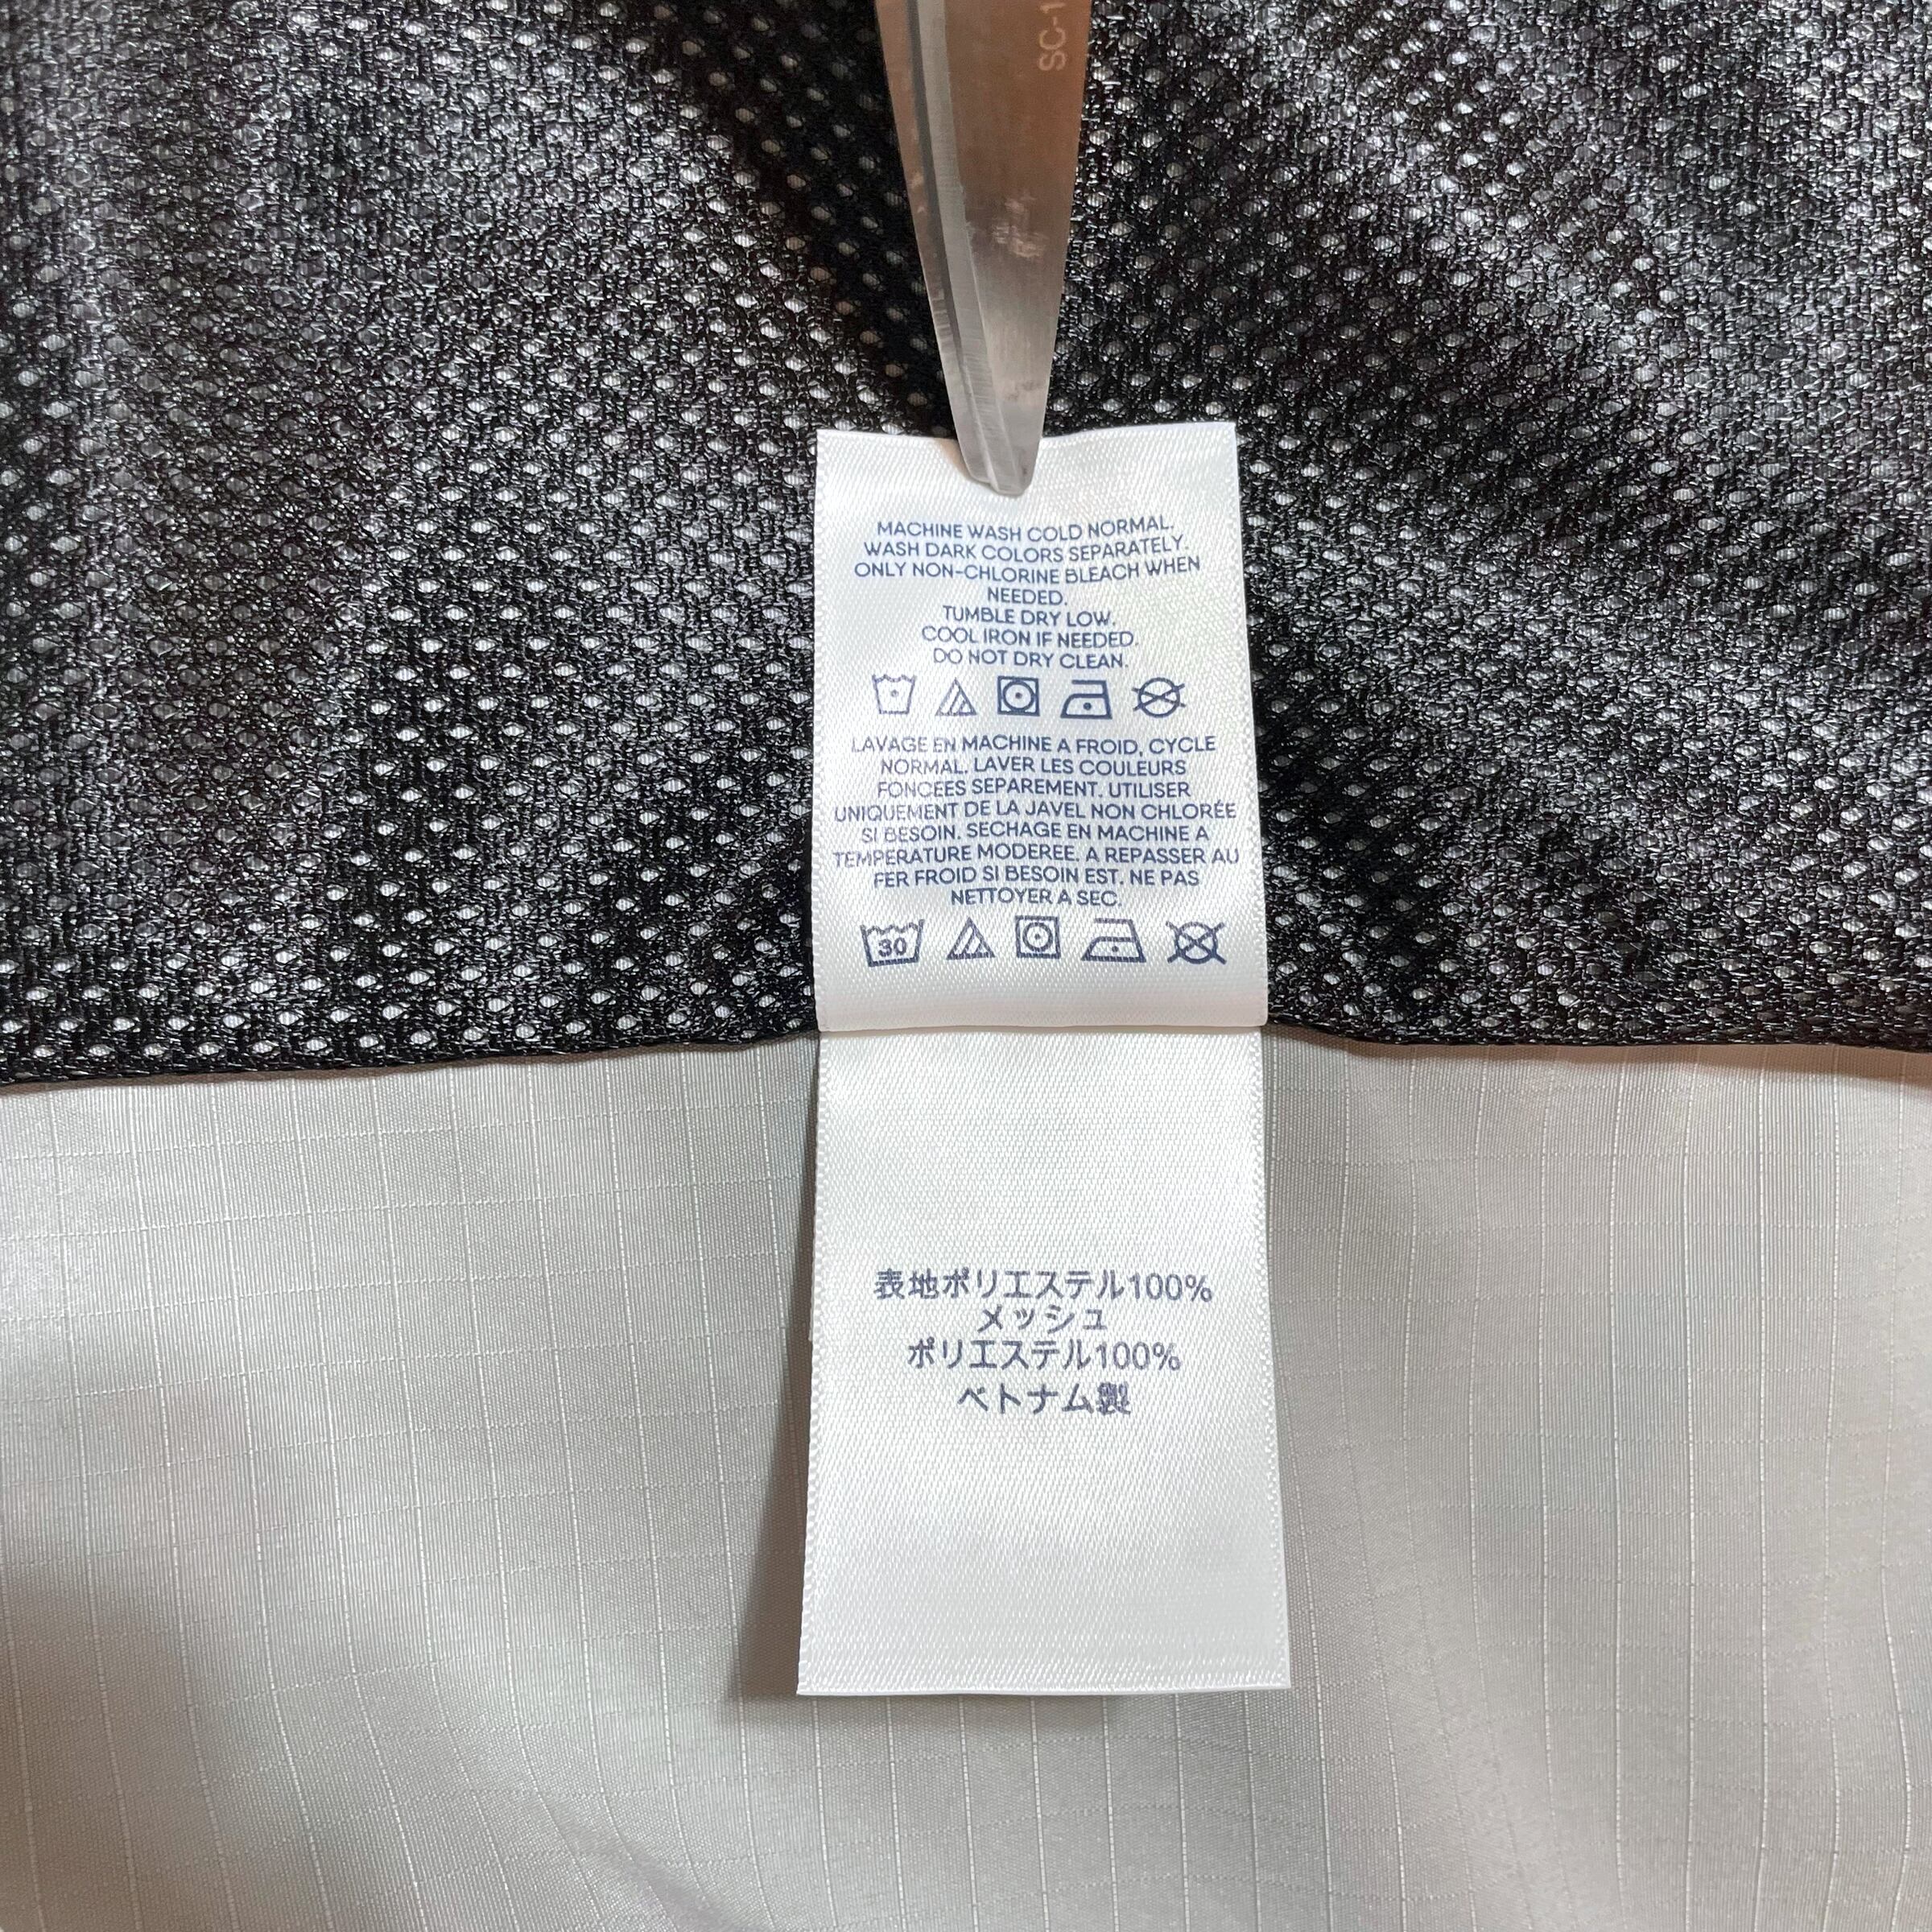 SC-1
MACHINE WASH COLD NORMAL.
WASH DARK COLORS SEPARATELY.
ONLY NON-CHLORINE BLEACH WHEN
NEEDED.
TUMBLE DRY LOW.
COOL IRON IF NEEDED.
DO NOT DRY CLEAN.
LAVAGE EN MACHINE A FROID, CYCLE
NORMAL. LAVER LES COULEURS
FONCEES SEPAREMENT. UTILISER
UNIQUEMENT DE LA JAVEL NON CHLORÉE
SI BESOIN. SECHAGE EN MACHINE A
TEMPERATURE MODEREE. A REPASSER AU
FER FROID SI BESOIN EST. NE PAS
NETTOYER A SEC.
30
表地ポリエステル100%
メッシュ
ポリエステル100%
ベトナム製